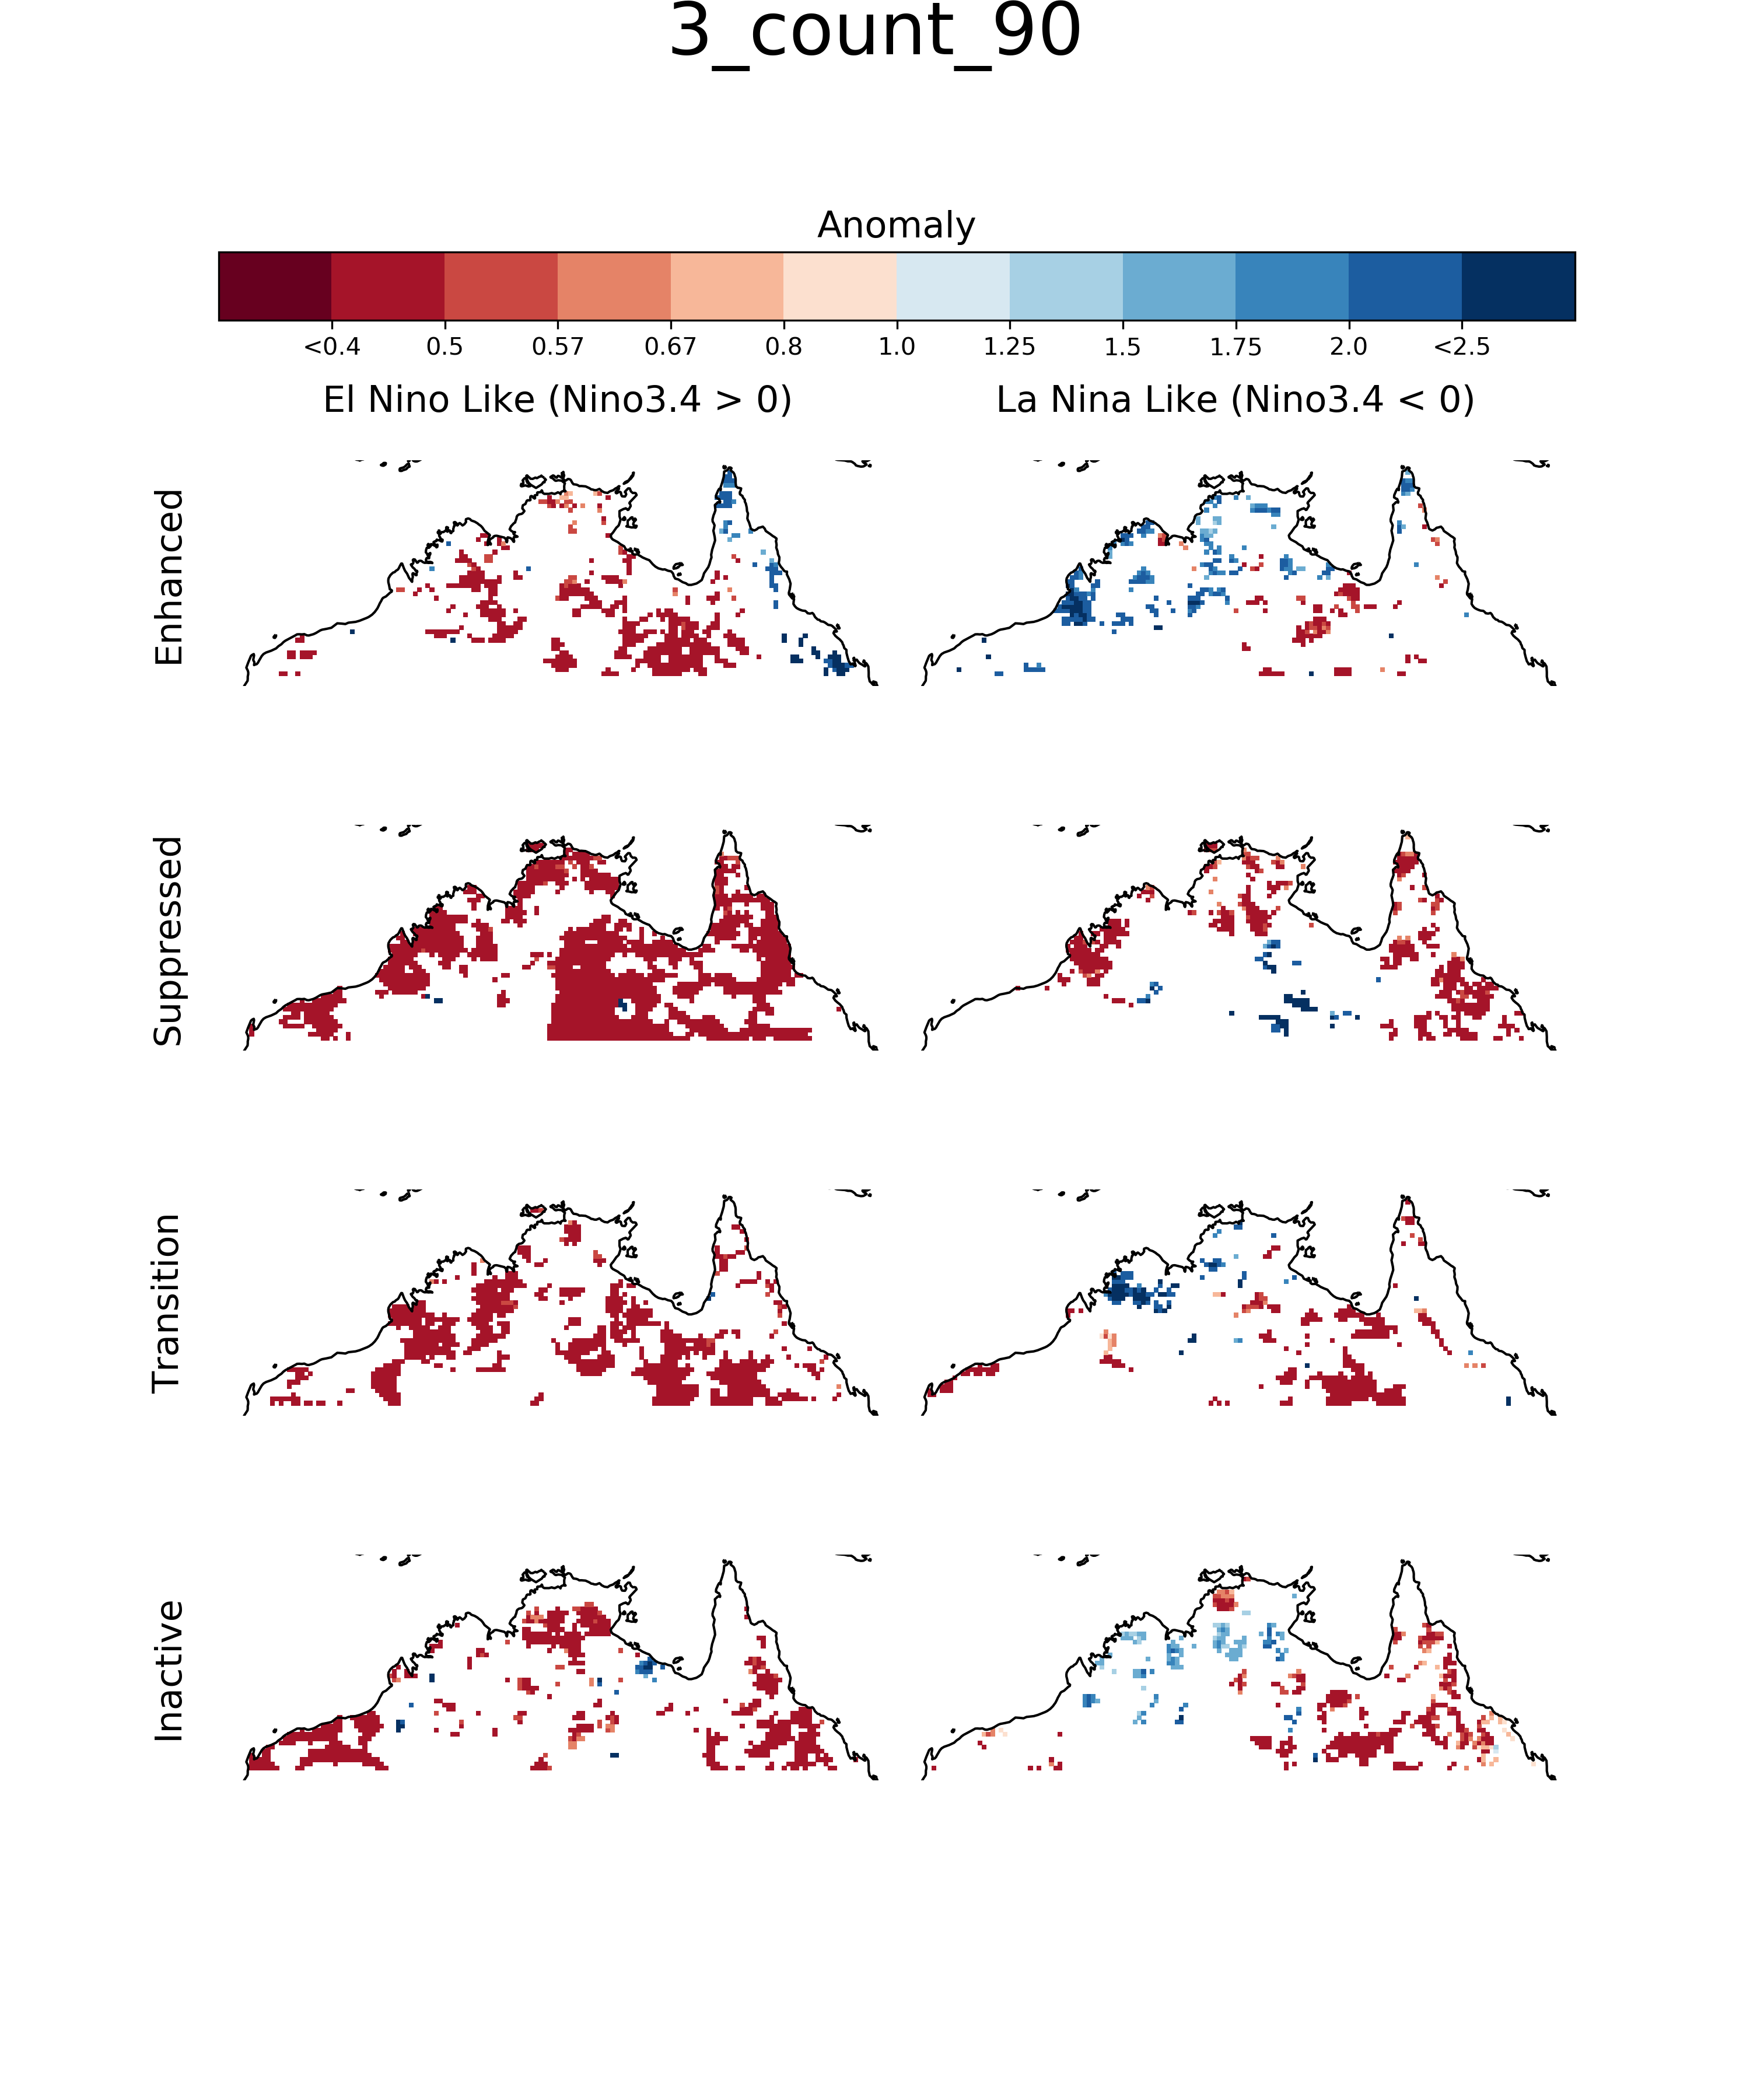 3_count_90
Anomaly
<0.4 0.5 0.57 0.67 0.8 1.0 1.25 1.5 1.75 2.0 <2.5
El Nino Like (Nino3.4 > 0) La Nina Like (Nino3.4 < 0)
Enhanced
Suppressed
Transition
Inactive